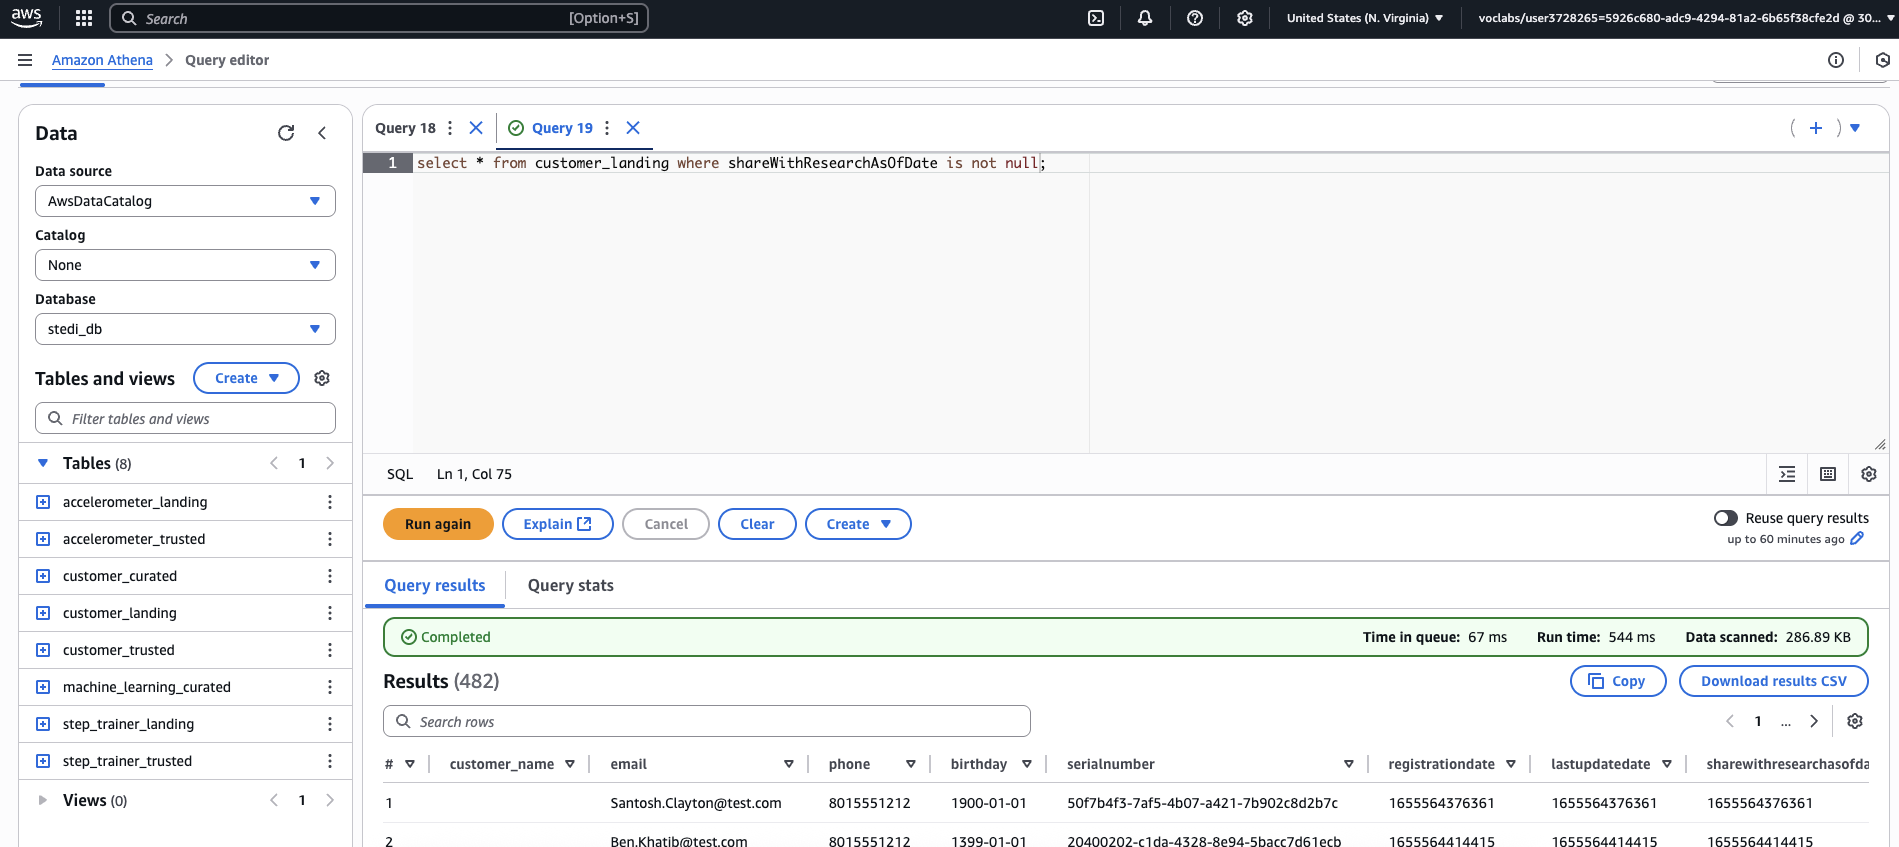 aws
Search
[Option+S]
United States (N. Virginia)
voclabs/user3728265=5926c680-adc9-4294-81a2-6b65f38cfe2d @ 30...
Amazon Athena
Query editor
Data
Data source
AwsDataCatalog
Catalog
None
Database
stedi_db
Tables and views
Create
Filter tables and views
Tables (8)
1
accelerometer_landing
accelerometer_trusted
customer_curated
customer_landing
customer_trusted
machine_learning_curated
step_trainer_landing
step_trainer_trusted
Views (0)
1
Query 18
Query 19
1 select * from customer_landing where shareWithResearchAsOfDate is not null;
SQL Ln 1, Col 75
Run again
Explain
Cancel
Clear
Create
Reuse query results
up to 60 minutes ago
Query results
Query stats
Completed
Time in queue: 67 ms Run time: 544 ms Data scanned: 286.89 KB
Results (482)
Copy
Download results CSV
Search rows
1 ...
# customer_name email phone birthday serialnumber registrationdate lastupdatedate sharewithresearchasofda
1 Santosh.Clayton@test.com 8015551212 1900-01-01 50f7b4f3-7af5-4b07-a421-7b902c8d2b7c 1655564376361 1655564376361 1655564376361
2 Ben.Khatib@test.com 8015551212 1399-01-01 20400202-c1da-4328-8e94-5bacc7d61ecb 1655564414415 1655564414415 1655564414415